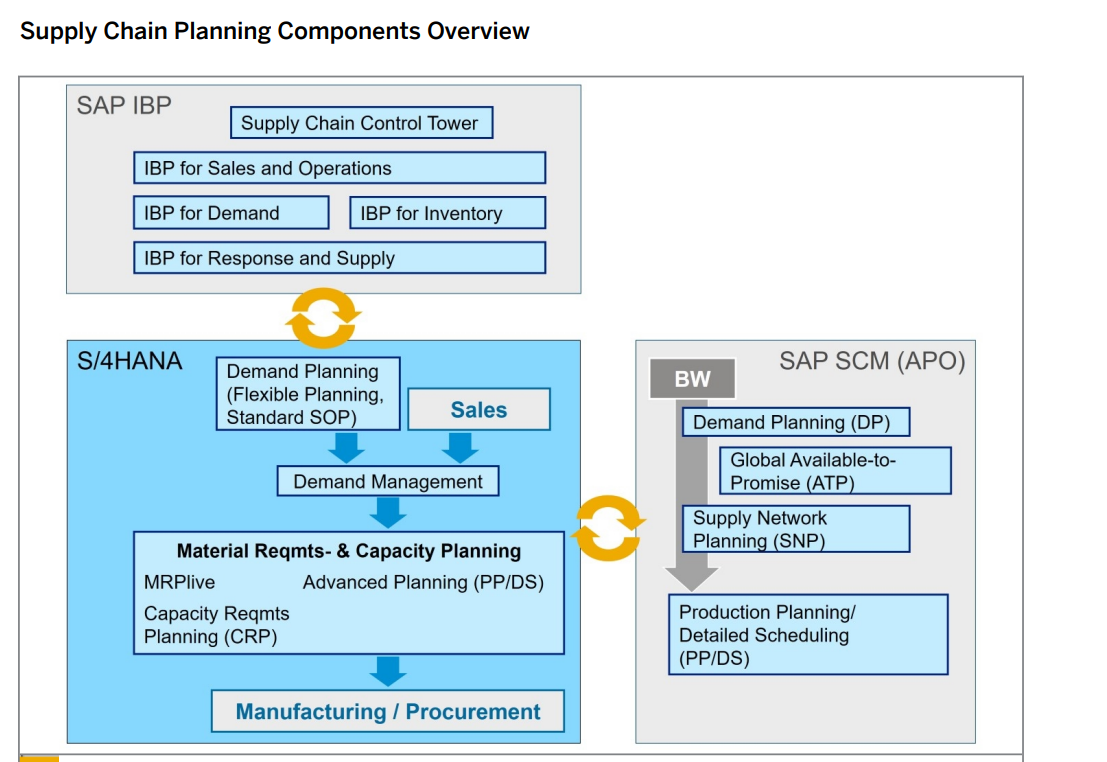 Supply Chain Planning Components Overview
SAP IBP
Supply Chain Control Tower
IBP for Sales and Operations
IBP for Demand
IBP for Inventory
IBP for Response and Supply
S/4HANA
Demand Planning
(Flexible Planning,
Standard SOP)
Sales
Demand Management
Material Reqmts- & Capacity Planning
MRPlive
Advanced Planning (PP/DS)
Capacity Reqmts
Planning (CRP)
Manufacturing / Procurement
SAP SCM (APO)
BW
Demand Planning (DP)
Global Available-to-
Promise (ATP)
Supply Network
Planning (SNP)
Production Planning/
Detailed Scheduling
(PP/DS)